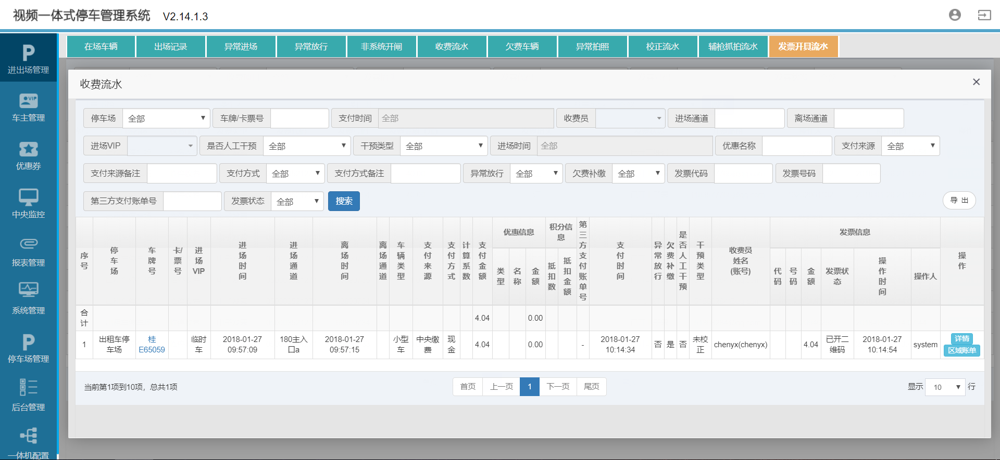 视频一体式停车管理系统 V2.14.1.3
在场车辆 出场记录 异常进场 异常放行 非系统开闸 收费流水 欠费车辆 异常拍照 校正流水 辅枪抓拍流水 发票开具流水
进出场管理
车主管理
优惠券
中央监控
报表管理
系统管理
停车场管理
后台管理
一体机配置
收费流水 ×
停车场 全部 车牌/卡票号 支付时间 全部 收费员 进场通道 离场通道
进场VIP 是否人工干预 全部 干预类型 全部 进场时间 全部 优惠名称 支付来源 全部
支付来源备注 支付方式 全部 支付方式备注 异常放行 全部 欠费补缴 全部 发票代码 发票号码
第三方支付账单号 发票状态 全部 搜索 导 出
序号 停车场 车牌号 卡/票号 进场VIP 进场时间 进场通道 离场时间 离场通道 车辆类型 支付来源 支付方式 计算系数 支付金额 优惠信息 积分信息 第三方支付账单号 支付时间 异常放行 欠费补缴 是否人工干预 干预类型 收费员姓名(账号) 发票信息 操作
类型 名称 金额 抵扣数 抵扣金额 代码 号码 金额 发票状态 操作时间 操作人
合计 4.04 0.00
1 出租车停车场 桂E65059 临时车 2018-01-27 09:57:09 180主入口a 2018-01-27 09:57:15 小型车 中央缴费 现金 4.04 0.00 - 2018-01-27 10:14:34 否 是 否 未校正 chenyx(chenyx) 4.04 已开二维码 2018-01-27 10:14:54 system 详情 区域账单
当前第1项到10项，总共1项 首页 上一页 1 下一页 尾页 显示 10 行